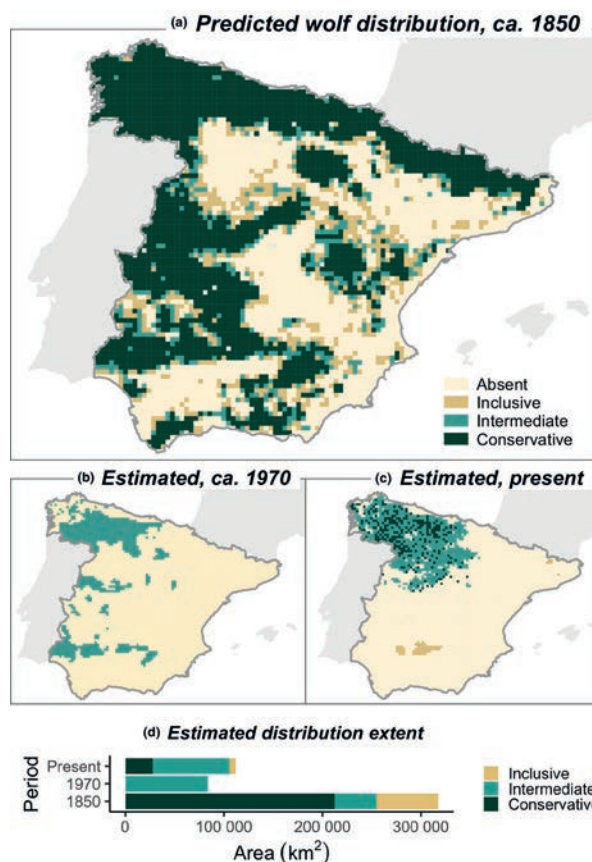 (a) Predicted wolf distribution, ca. 1850
Absent
Inclusive
Intermediate
Conservative
(b) Estimated, ca. 1970
(c) Estimated, present
(d) Estimated distribution extent
Period
Present
1970
1850
0
100 000
200 000
300 000
Area (km²)
Inclusive
Intermediate
Conservative